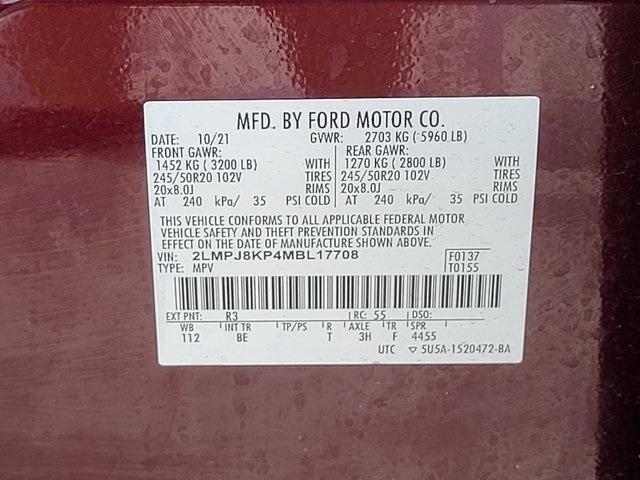 MFD. BY FORD MOTOR CO.
DATE: 10/21 GVWR: 2703 KG ( 5960 LB)
FRONT GAWR: REAR GAWR:
1452 KG ( 3200 LB) WITH 1270 KG ( 2800 LB) WITH
245/50R20 102V TIRES 245/50R20 102V TIRES
20x8.0J RIMS 20x8.0J RIMS
AT 240 kPa/ 35 PSI COLD AT 240 kPa/ 35 PSI COLD
THIS VEHICLE CONFORMS TO ALL APPLICABLE FEDERAL MOTOR
VEHICLE SAFETY AND THEFT PREVENTION STANDARDS IN
EFFECT ON THE DATE OF MANUFACTURE SHOWN ABOVE.
VIN: 2LMPJ8KP4MBL17708 F0137
TYPE: MPV T0155
EXT PNT: R3 RC: 55 DSO:
WB INT TR TP/PS R AXLE TR SPR
112 BE T 3H F 4455
UTC ▽ 5U5A-1520472-BA